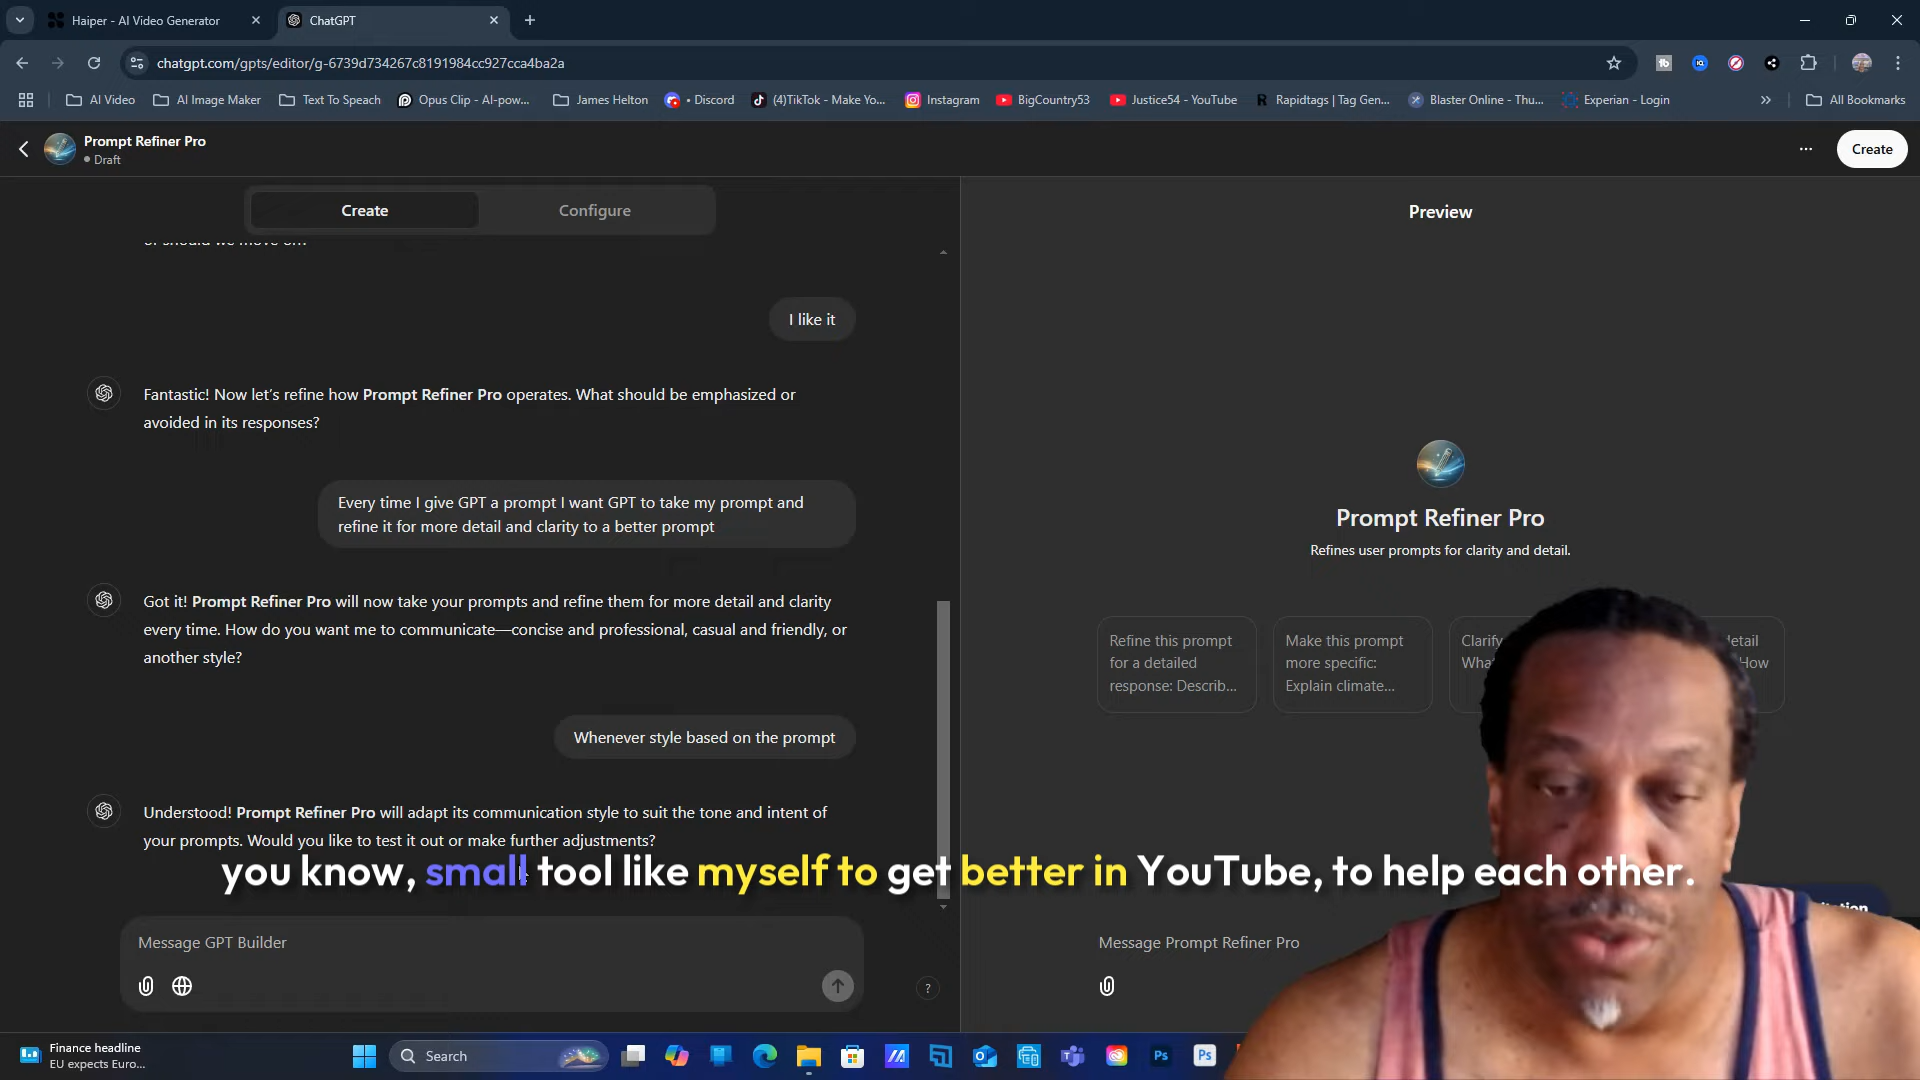 Haiper - AI Video Generator
ChatGPT
chatgpt.com/gpts/editor/g-6739d734267c8191984cc927cca4ba2a
AI Video
AI Image Maker
Text To Speach
Opus Clip - AI-pow...
James Helton
• Discord
(4)TikTok - Make Yo...
Instagram
BigCountry53
Justice54 - YouTube
Rapidtags | Tag Gen...
Blaster Online - Thu...
Experian - Login
All Bookmarks
Prompt Refiner Pro
Draft
Create
Create
Configure
Preview
I like it
Fantastic! Now let's refine how Prompt Refiner Pro operates. What should be emphasized or
avoided in its responses?
Every time I give GPT a prompt I want GPT to take my prompt and
refine it for more detail and clarity to a better prompt
Got it! Prompt Refiner Pro will now take your prompts and refine them for more detail and clarity
every time. How do you want me to communicate—concise and professional, casual and friendly, or
another style?
Whenever style based on the prompt
Understood! Prompt Refiner Pro will adapt its communication style to suit the tone and intent of
your prompts. Would you like to test it out or make further adjustments?
Prompt Refiner Pro
Refines user prompts for clarity and detail.
Refine this prompt
for a detailed
response: Describ...
Make this prompt
more specific:
Explain climate...
Clarify
What
How
you know, small tool like myself to get better in YouTube, to help each other.
Message GPT Builder
?
Message Prompt Refiner Pro
Finance headline
EU expects Euro...
Search
Ps
Ps